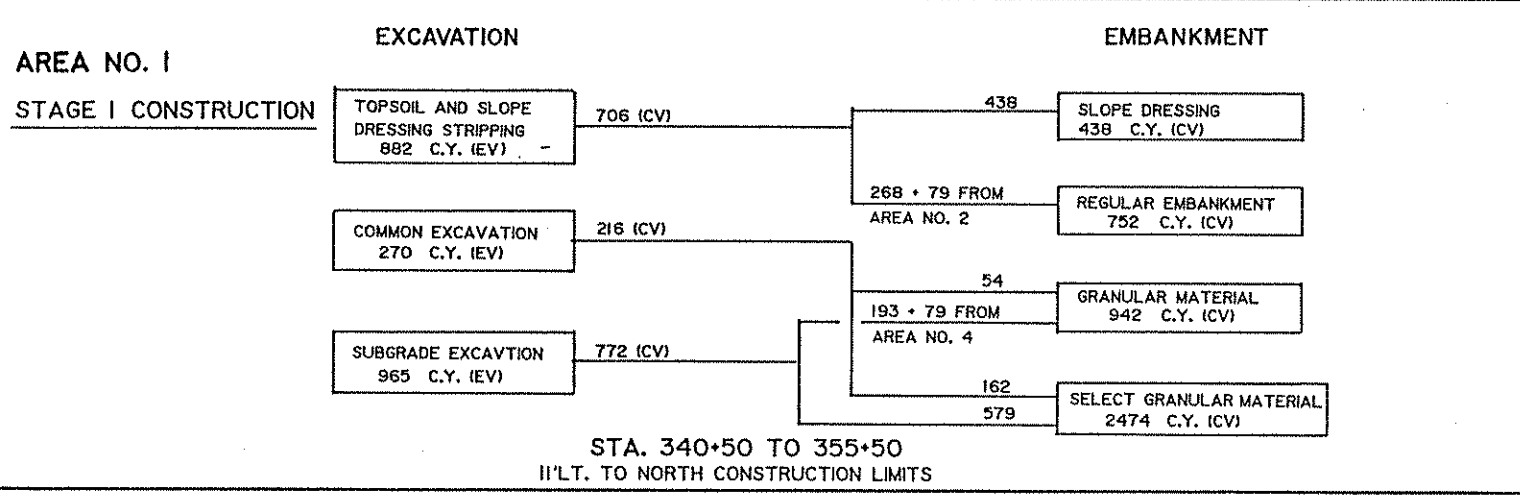 EXCAVATION
EMBANKMENT
AREA NO. I
STAGE I CONSTRUCTION
TOPSOIL AND SLOPE
DRESSING STRIPPING
882 C.Y. (EV) -
706 (CV)
438
SLOPE DRESSING
438 C.Y. (CV)
268 + 79 FROM
AREA NO. 2
REGULAR EMBANKMENT
752 C.Y. (CV)
COMMON EXCAVATION
270 C.Y. (EV)
216 (CV)
54
193 + 79 FROM
AREA NO. 4
GRANULAR MATERIAL
942 C.Y. (CV)
SUBGRADE EXCAVTION
965 C.Y. (EV)
772 (CV)
162
579
SELECT GRANULAR MATERIAL
2474 C.Y. (CV)
STA. 340+50 TO 355+50
11'LT. TO NORTH CONSTRUCTION LIMITS